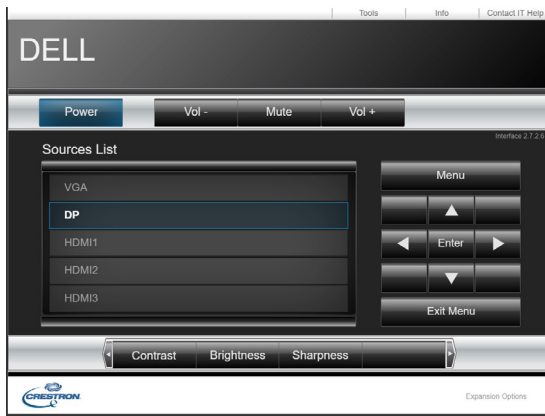 Tools Info Contact IT Help
DELL
Power Vol - Mute Vol +
Interface 2.7.2.6
Sources List
VGA
DP
HDMI1
HDMI2
HDMI3
Menu
Enter
Exit Menu
Contrast Brightness Sharpness
CRESTRON
Expansion Options